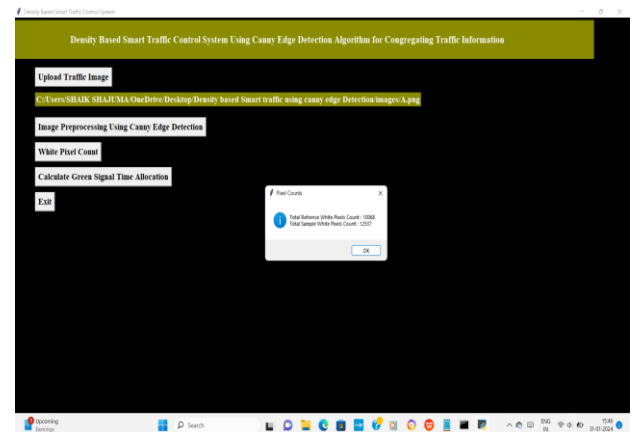 Density Based Smart Traffic Control System
Density Based Smart Traffic Control System Using Canny Edge Detection Algorithm for Congregating Traffic Information
Upload Traffic Image
C:/Users/SHAIK SHAJUMA/OneDrive/Desktop/Density based Smart traffic using canny edge Detection/images/A.png
Image Preprocessing Using Canny Edge Detection
White Pixel Count
Calculate Green Signal Time Allocation
Exit
Pixel Counts
Total Refrence White Pixels Count : 10068
Total Sample White Pixels Count : 12537
OK
Upcoming
Earnings
Search
ENG
IN
15:46
01-01-2024